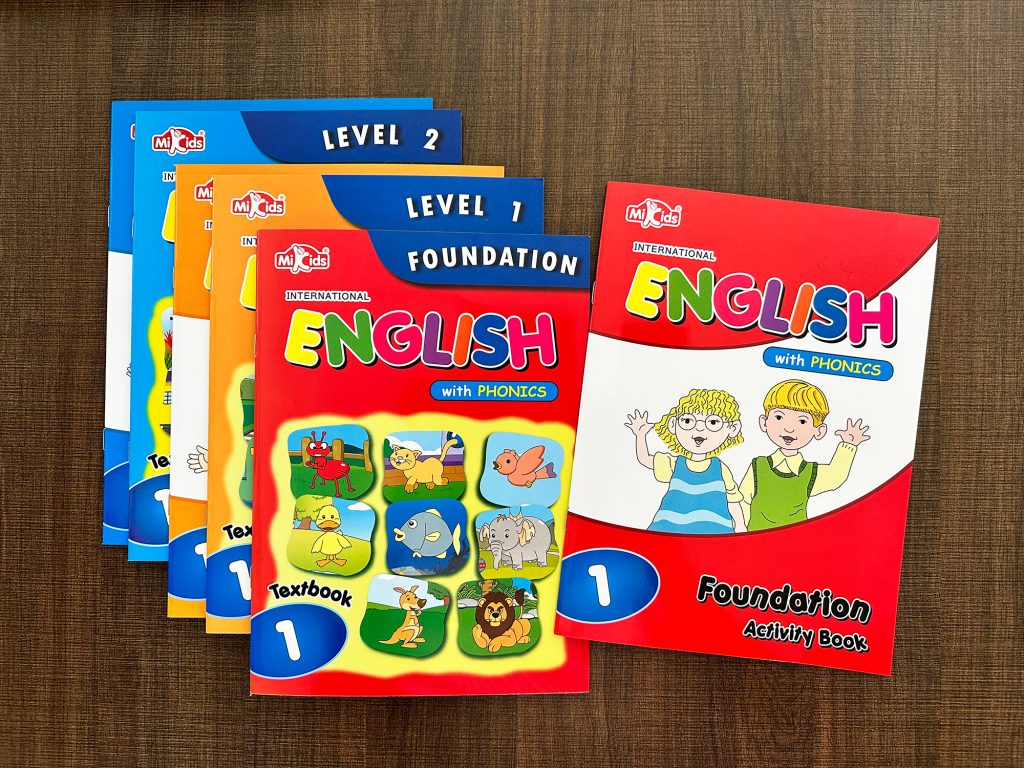 MiKids®
LEVEL 2
MiKids®
LEVEL 1
MiKids®
FOUNDATION
INTERNATIONAL
ENGLISH
with PHONICS
Textbook
1
MiKids®
INTERNATIONAL
ENGLISH
with PHONICS
1
Foundation
Activity Book